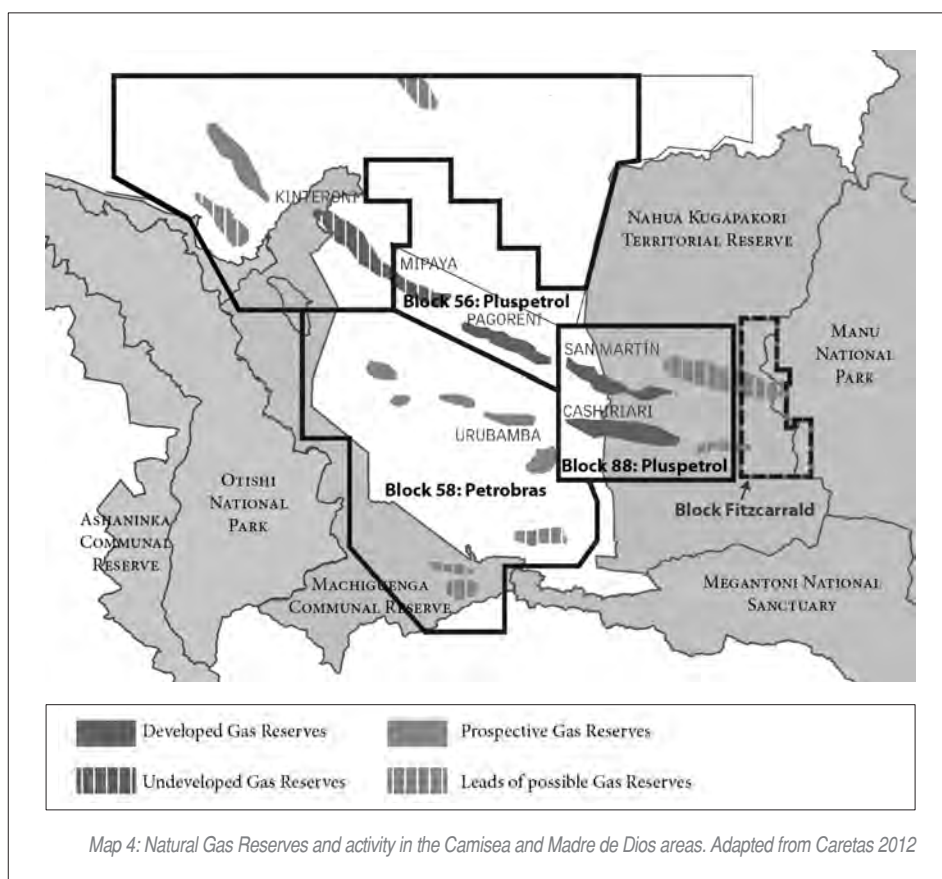 KINTERONI
NAHUA KUGAPAKORI
TERRITORIAL RESERVE
MIPAYA
Block 56: Pluspetrol
PAGORENI
SAN MARTÍN
MANU
NATIONAL
PARK
CASHIRIARI
URUBAMBA
Block 88: Pluspetrol
OTISHI
NATIONAL
PARK
Block 58: Petrobras
Block Fitzcarrald
ASHANINKA
COMMUNAL
RESERVE
MACHIGUENGA
COMMUNAL RESERVE
MEGANTONI NATIONAL
SANCTUARY
Developed Gas Reserves
Prospective Gas Reserves
Undeveloped Gas Reserves
Leads of possible Gas Reserves
Map 4: Natural Gas Reserves and activity in the Camisea and Madre de Dios areas. Adapted from Caretas 2012